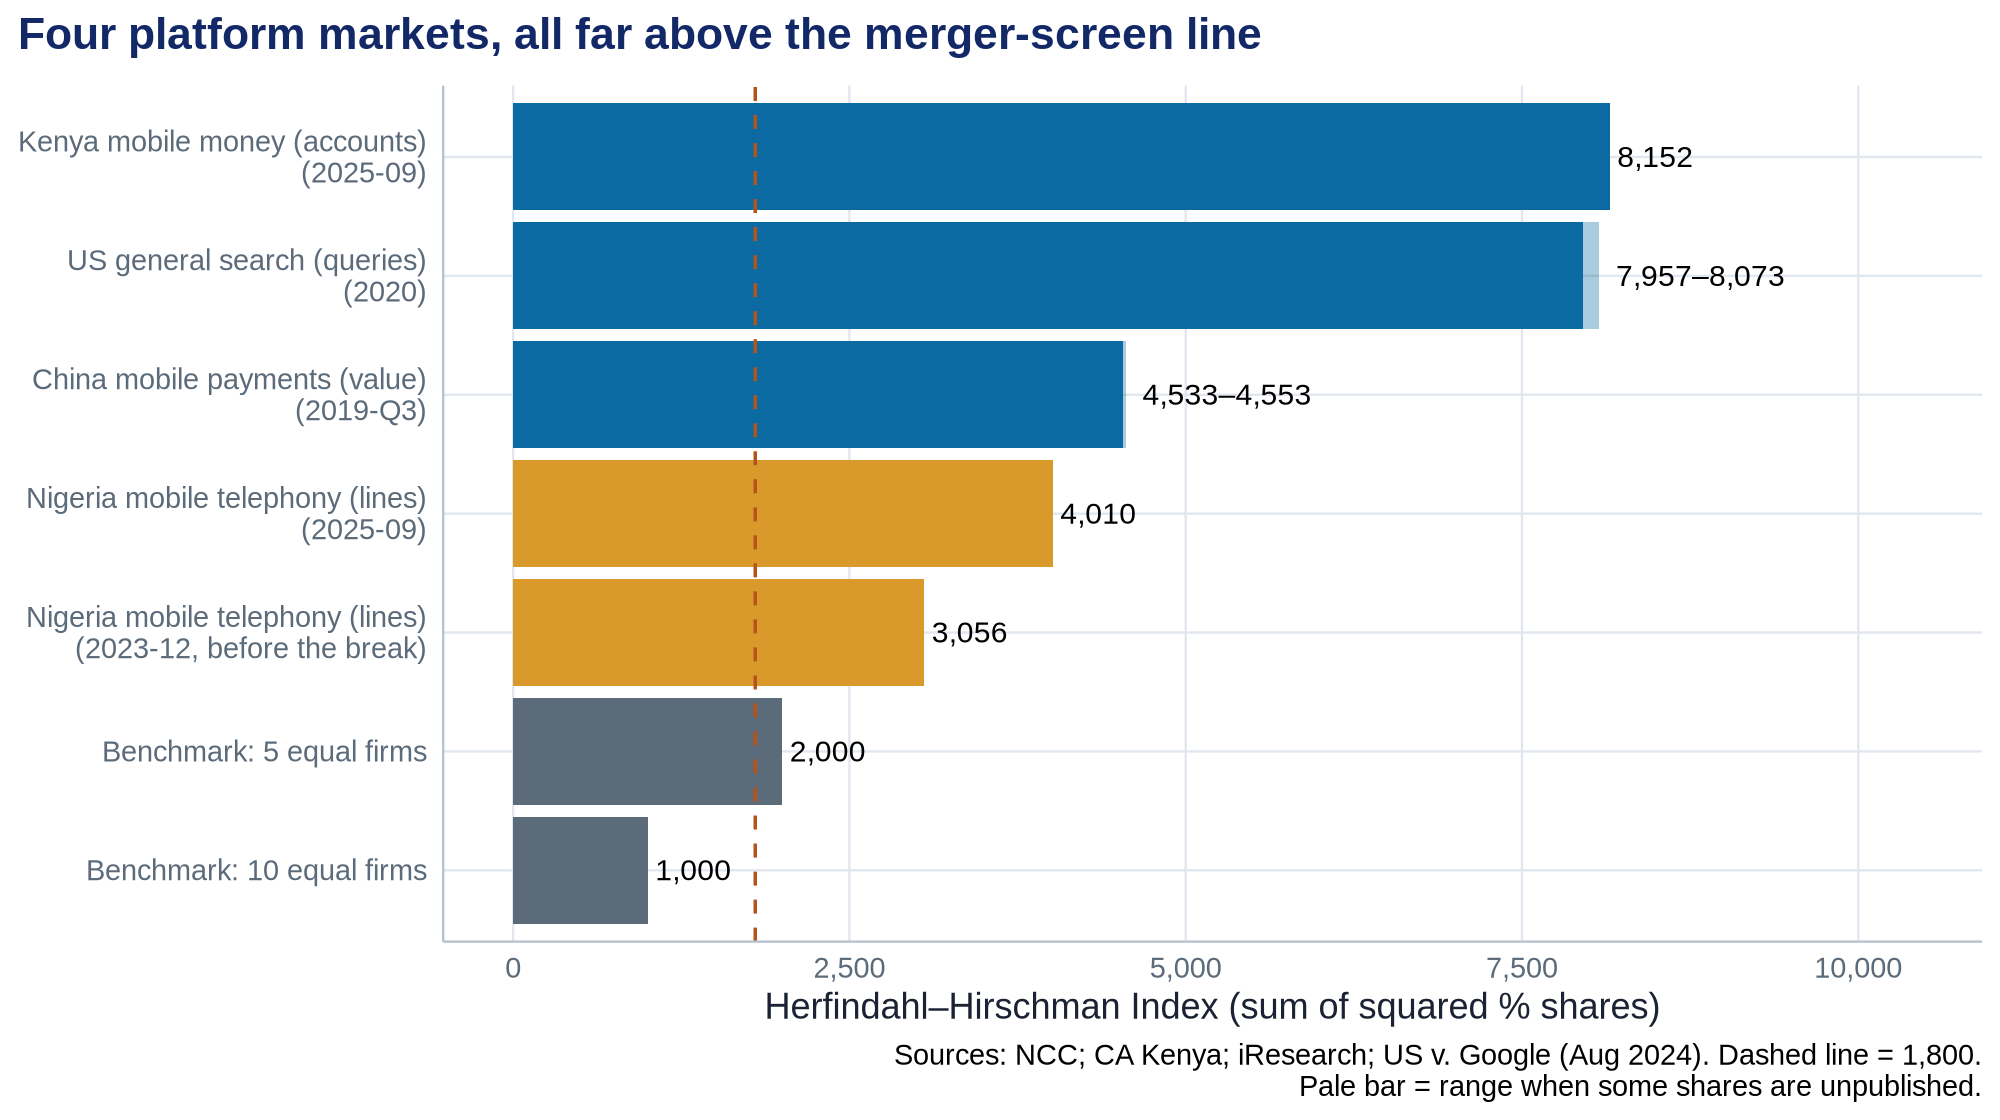 Four platform markets, all far above the merger-screen line
Kenya mobile money (accounts)
(2025-09)
8,152
US general search (queries)
(2020)
7,957–8,073
China mobile payments (value)
(2019-Q3)
4,533–4,553
Nigeria mobile telephony (lines)
(2025-09)
4,010
Nigeria mobile telephony (lines)
(2023-12, before the break)
3,056
Benchmark: 5 equal firms
2,000
Benchmark: 10 equal firms
1,000
0 2,500 5,000 7,500 10,000
Herfindahl–Hirschman Index (sum of squared % shares)
Sources: NCC; CA Kenya; iResearch; US v. Google (Aug 2024). Dashed line = 1,800.
Pale bar = range when some shares are unpublished.